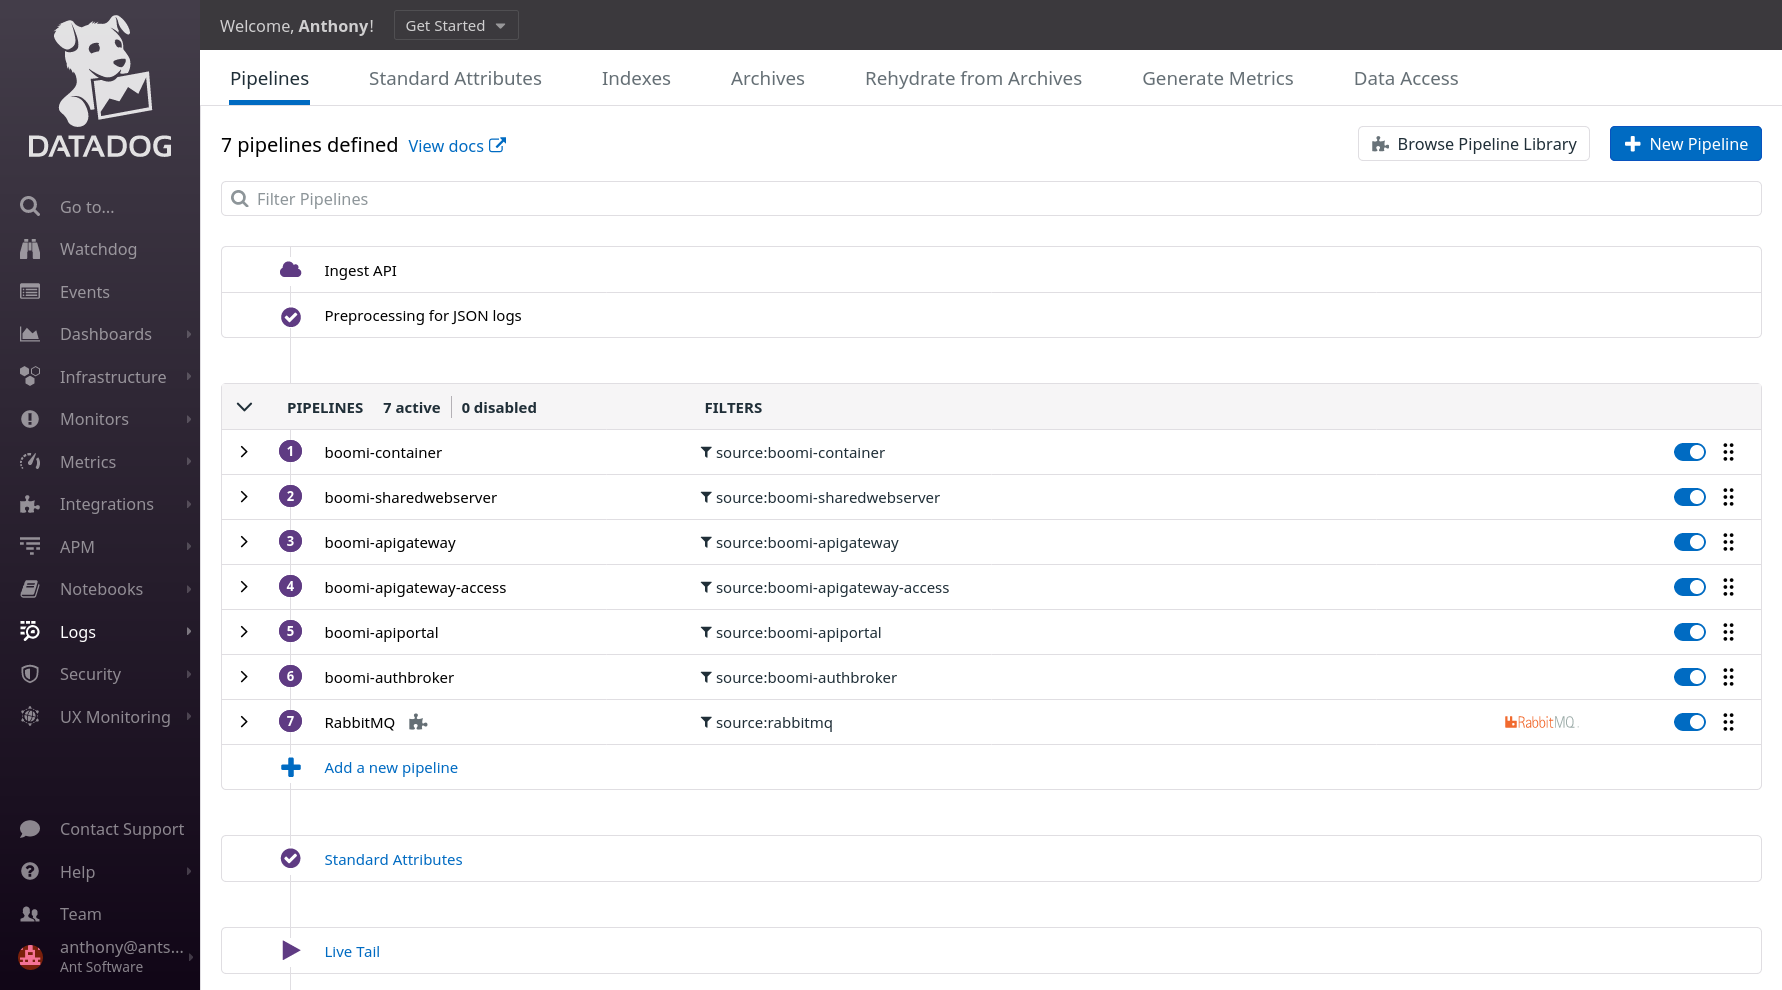 DATADOG
Go to...
Watchdog
Events
Dashboards
Infrastructure
Monitors
Metrics
Integrations
APM
Notebooks
Logs
Security
UX Monitoring
Contact Support
Help
Team
anthony@ants...
Ant Software
Welcome, Anthony! Get Started
Pipelines Standard Attributes Indexes Archives Rehydrate from Archives Generate Metrics Data Access
7 pipelines defined View docs Browse Pipeline Library New Pipeline
Filter Pipelines
Ingest API
Preprocessing for JSON logs
PIPELINES 7 active 0 disabled FILTERS
1 boomi-container source:boomi-container
2 boomi-sharedwebserver source:boomi-sharedwebserver
3 boomi-apigateway source:boomi-apigateway
4 boomi-apigateway-access source:boomi-apigateway-access
5 boomi-apiportal source:boomi-apiportal
6 boomi-authbroker source:boomi-authbroker
7 RabbitMQ source:rabbitmq RabbitMQ
Add a new pipeline
Standard Attributes
Live Tail